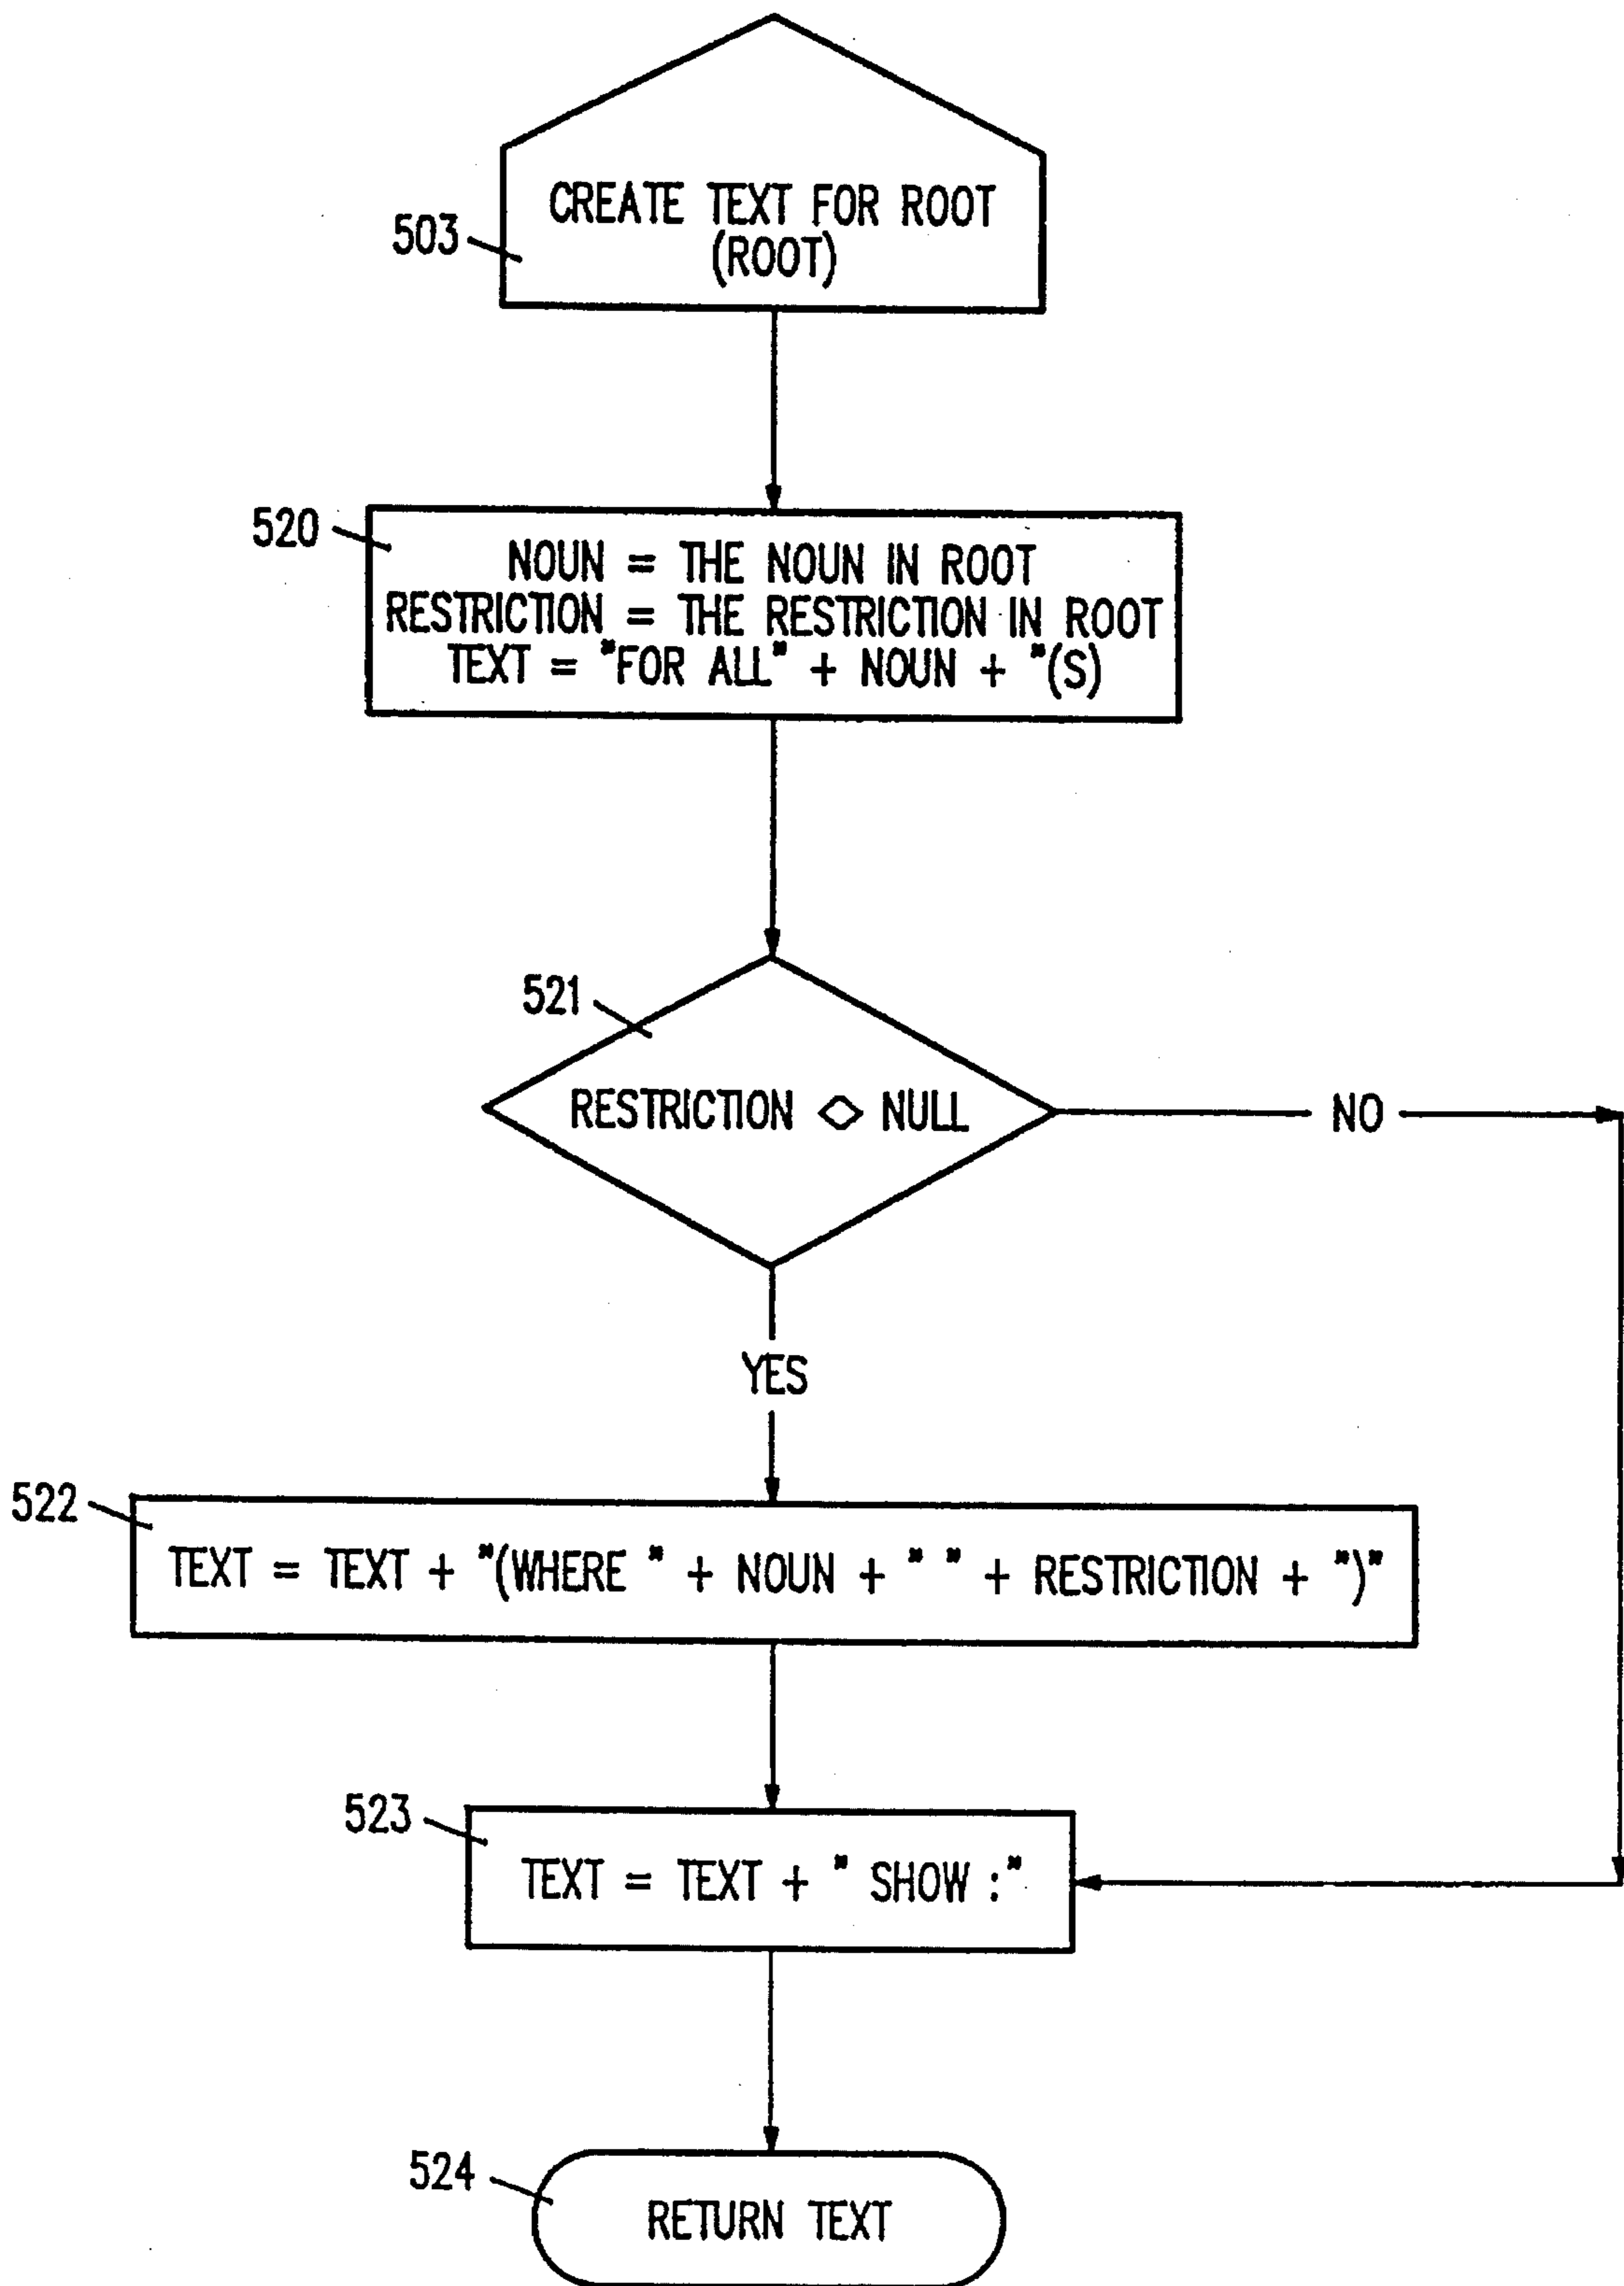 CREATE TEXT FOR ROOT
(ROOT)
503
520
NOUN = THE NOUN IN ROOT
RESTRICTION = THE RESTRICTION IN ROOT
TEXT = "FOR ALL" + NOUN + "(S)
521
RESTRICTION <> NULL
NO
YES
522
TEXT = TEXT + "(WHERE " + NOUN + " " + RESTRICTION + ")"
523
TEXT = TEXT + " SHOW :"
524
RETURN TEXT